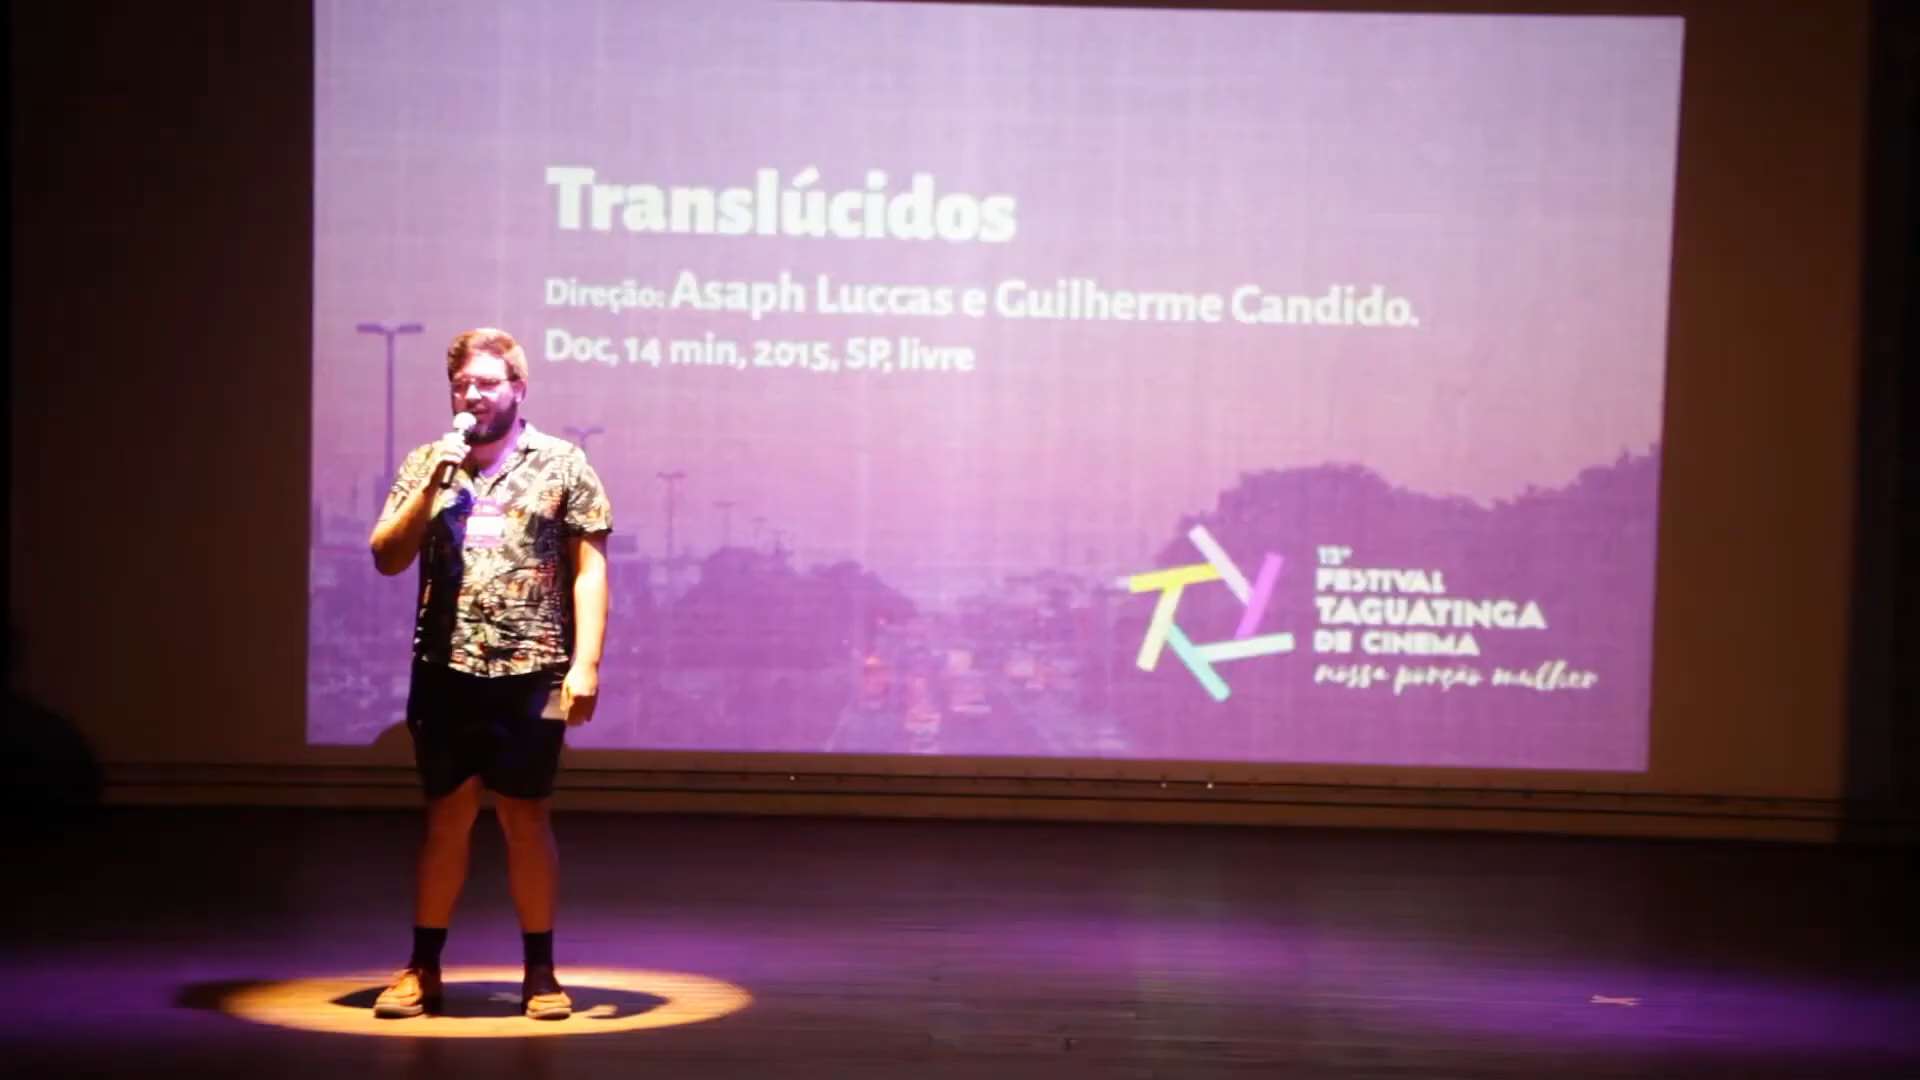 Translúcidos
Direção: Asaph Luccas e Guilherme Candido.
Doc, 14 min, 2015, SP, livre
12º
FESTIVAL
TAGUATINGA
DE CINEMA
nossa porção mulher